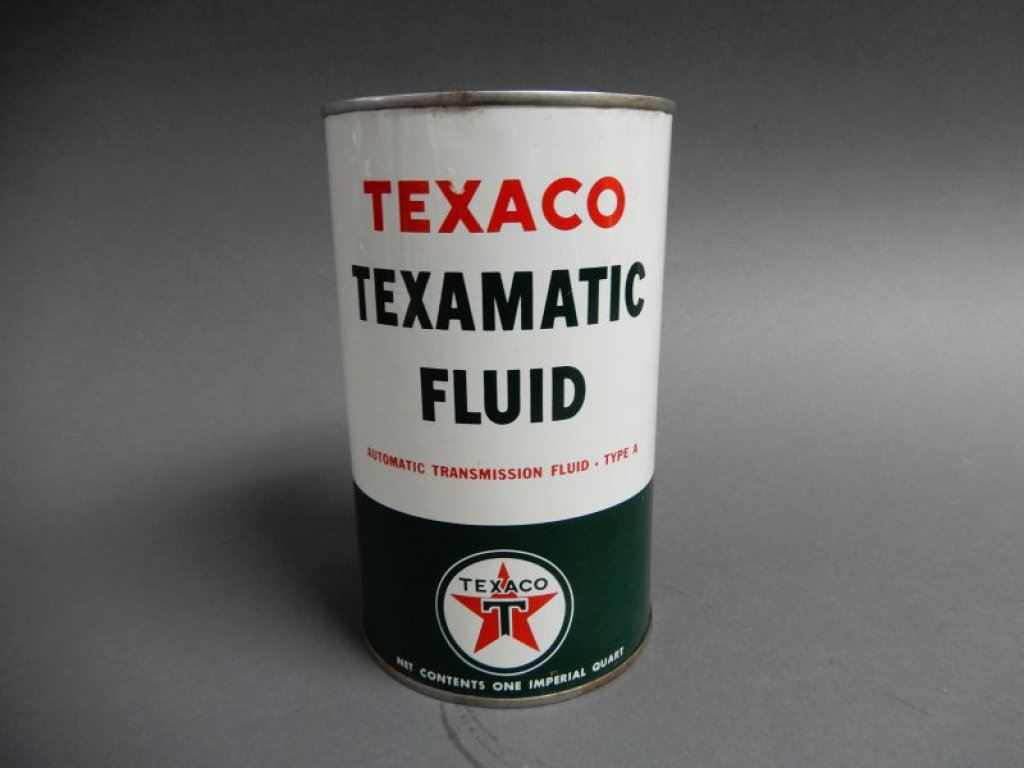 TEXACO
TEXAMATIC
FLUID
AUTOMATIC TRANSMISSION FLUID · TYPE A
TEXACO
T
NET CONTENTS ONE IMPERIAL QUART